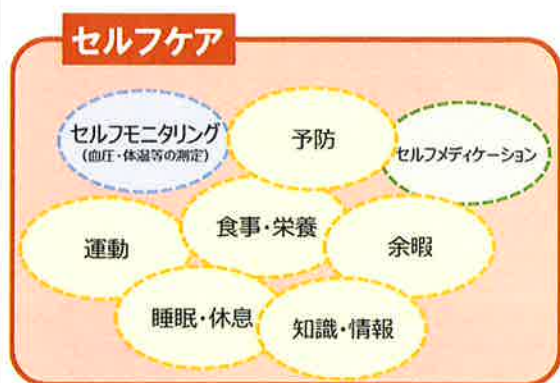 セルフケア
セルフモニタリング
(血圧・体温等の測定)
予防
セルフメディケーション
食事・栄養
運動
余暇
睡眠・休息
知識・情報